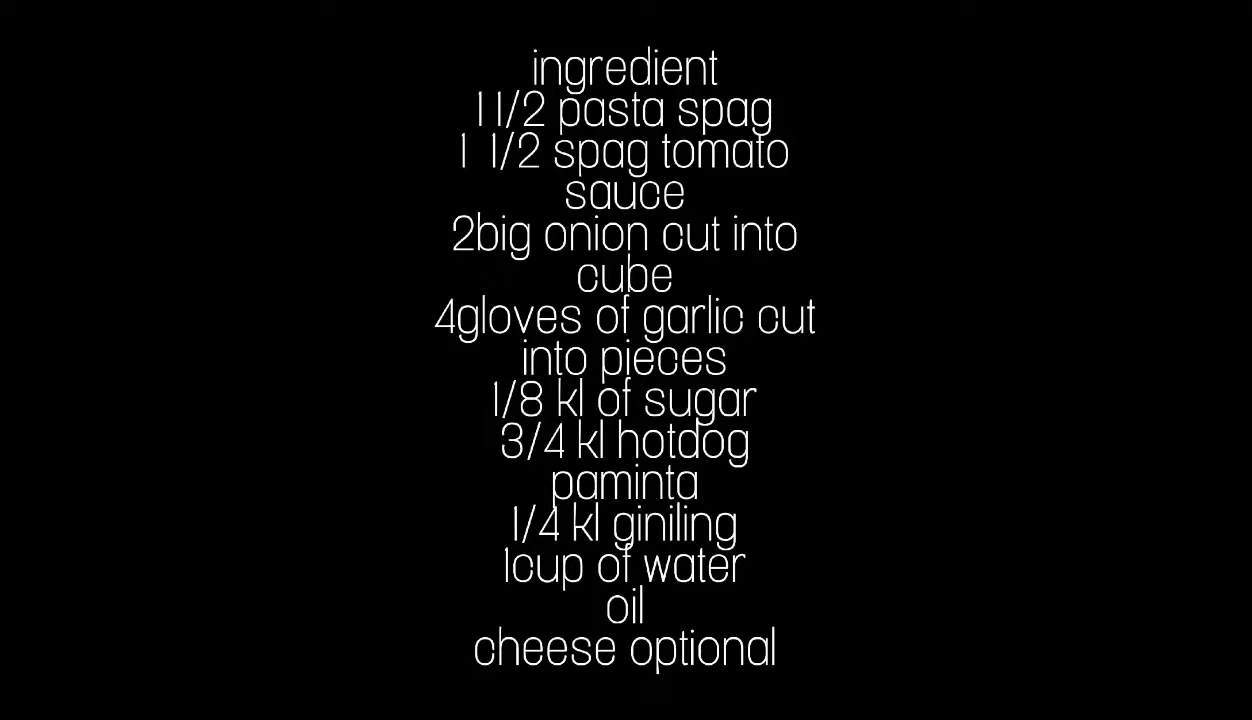 ingredient
1 1/2 pasta spag
1 1/2 spag tomato
sauce
2big onion cut into
cube
4gloves of garlic cut
into pieces
1/8 kl of sugar
3/4 kl hotdog
paminta
1/4 kl giniling
1cup of water
oil
cheese optional